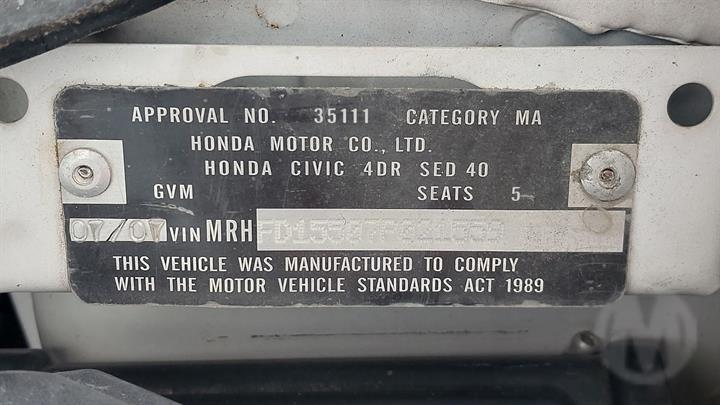 APPROVAL NO. 35111 CATEGORY MA
HONDA MOTOR CO., LTD.
HONDA CIVIC 4DR SED 40
GVM SEATS 5
07/07 VIN MRH
THIS VEHICLE WAS MANUFACTURED TO COMPLY
WITH THE MOTOR VEHICLE STANDARDS ACT 1989
M